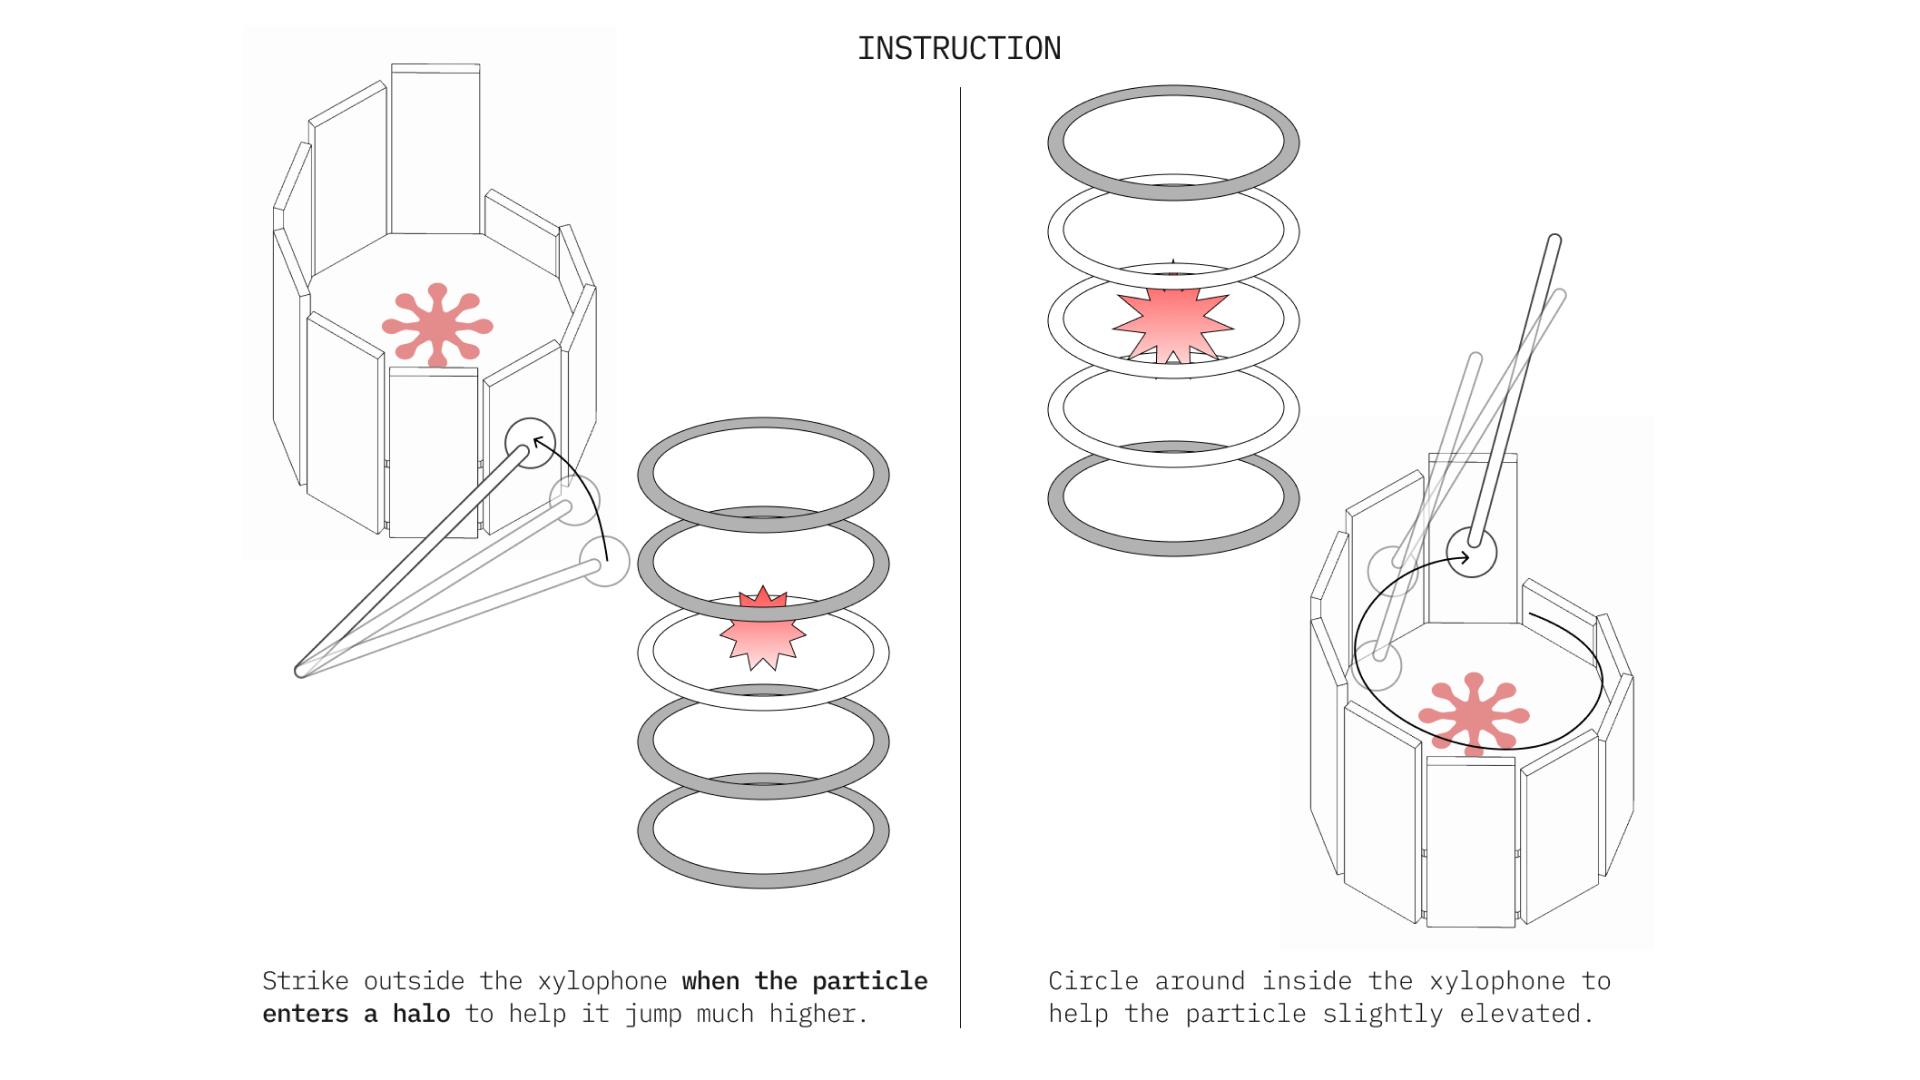 INSTRUCTION
Strike outside the xylophone when the particle
enters a halo to help it jump much higher.
Circle around inside the xylophone to
help the particle slightly elevated.